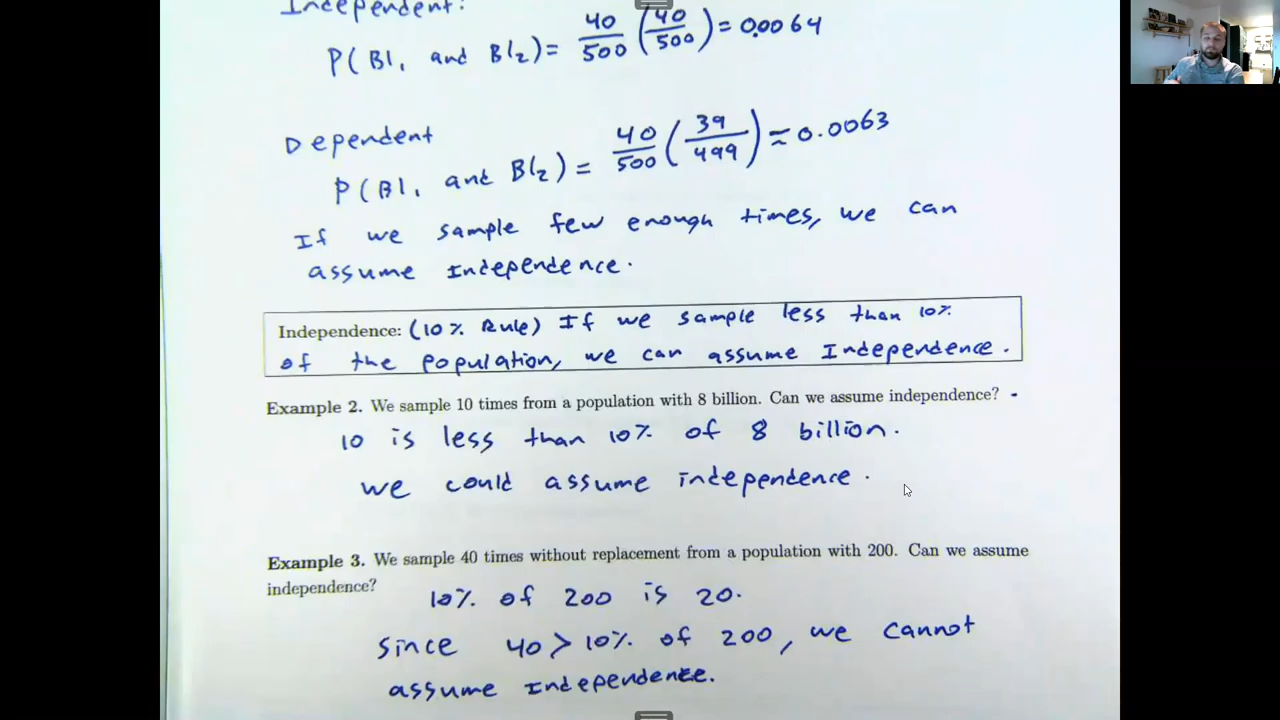 Independent:
P(Bl₁ and Bl₂) = 40/500 (40/500) = 0.0064
Dependent
P(Bl₁ and Bl₂) = 40/500 (39/499) ≈ 0.0063
If we sample few enough times, we can
assume Independence.
Independence: (10% Rule) If we sample less than 10%
of the population, we can assume Independence.
Example 2. We sample 10 times from a population with 8 billion. Can we assume independence?
10 is less than 10% of 8 billion.
we could assume independence.
Example 3. We sample 40 times without replacement from a population with 200. Can we assume
independence?
10% of 200 is 20.
Since 40 > 10% of 200, we cannot
assume Independence.